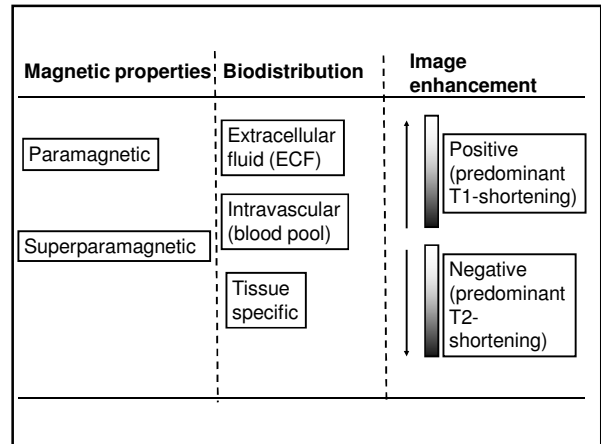 Magnetic properties
Biodistribution
Image
enhancement
Paramagnetic
Superparamagnetic
Extracellular
fluid (ECF)
Intravascular
(blood pool)
Tissue
specific
Positive
(predominant
T1-shortening)
Negative
(predominant
T2-
shortening)